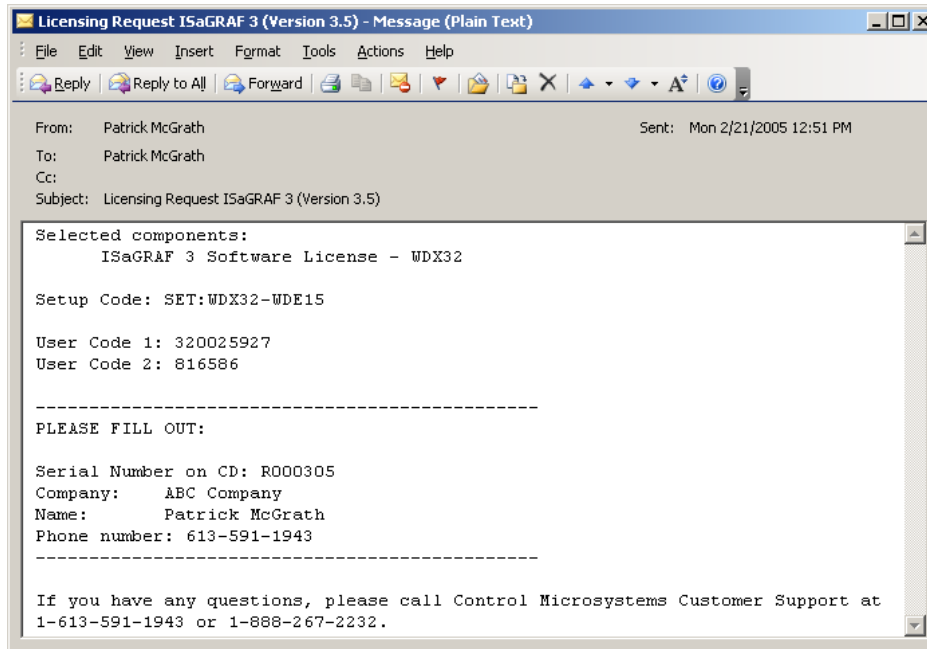 Licensing Request ISaGRAF 3 (Version 3.5) - Message (Plain Text)
File Edit View Insert Format Tools Actions Help
Reply Reply to All Forward
From: Patrick McGrath Sent: Mon 2/21/2005 12:51 PM
To: Patrick McGrath
Cc:
Subject: Licensing Request ISaGRAF 3 (Version 3.5)
Selected components:
ISaGRAF 3 Software License - WDX32
Setup Code: SET:WDX32-WDE15
User Code 1: 320025927
User Code 2: 816586
-----------------------------------------------
PLEASE FILL OUT:
Serial Number on CD: R000305
Company: ABC Company
Name: Patrick McGrath
Phone number: 613-591-1943
-----------------------------------------------
If you have any questions, please call Control Microsystems Customer Support at
1-613-591-1943 or 1-888-267-2232.